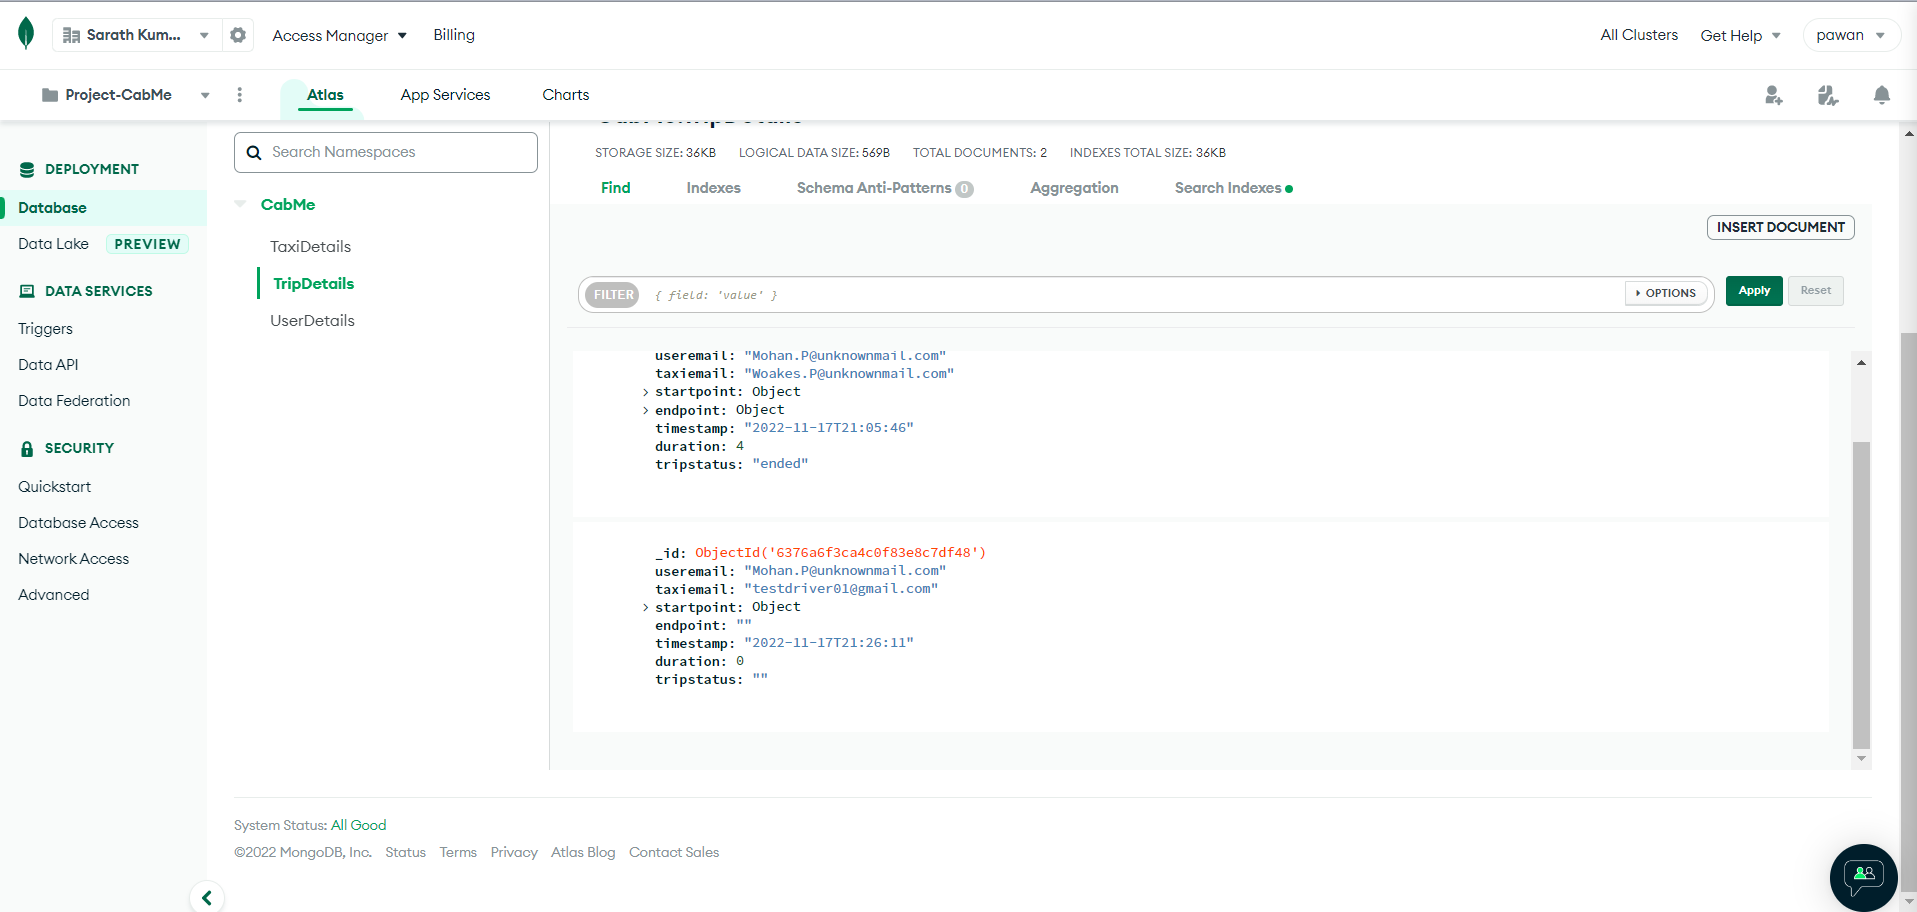 Sarath Kum...
Access Manager
Billing
All Clusters
Get Help
pawan
Project-CabMe
Atlas
App Services
Charts
DEPLOYMENT
Database
Data Lake PREVIEW
DATA SERVICES
Triggers
Data API
Data Federation
SECURITY
Quickstart
Database Access
Network Access
Advanced
Search Namespaces
CabMe
TaxiDetails
TripDetails
UserDetails
STORAGE SIZE: 36KB LOGICAL DATA SIZE: 569B TOTAL DOCUMENTS: 2 INDEXES TOTAL SIZE: 36KB
Find Indexes Schema Anti-Patterns 0 Aggregation Search Indexes
INSERT DOCUMENT
FILTER { field: 'value' } OPTIONS Apply Reset
useremail: "Mohan.P@unknownmail.com"
taxiemail: "Woakes.P@unknownmail.com"
startpoint: Object
endpoint: Object
timestamp: "2022-11-17T21:05:46"
duration: 4
tripstatus: "ended"
_id: ObjectId('6376a6f3ca4c0f83e8c7df48')
useremail: "Mohan.P@unknownmail.com"
taxiemail: "testdriver01@gmail.com"
startpoint: Object
endpoint: ""
timestamp: "2022-11-17T21:26:11"
duration: 0
tripstatus: ""
System Status: All Good
©2022 MongoDB, Inc. Status Terms Privacy Atlas Blog Contact Sales